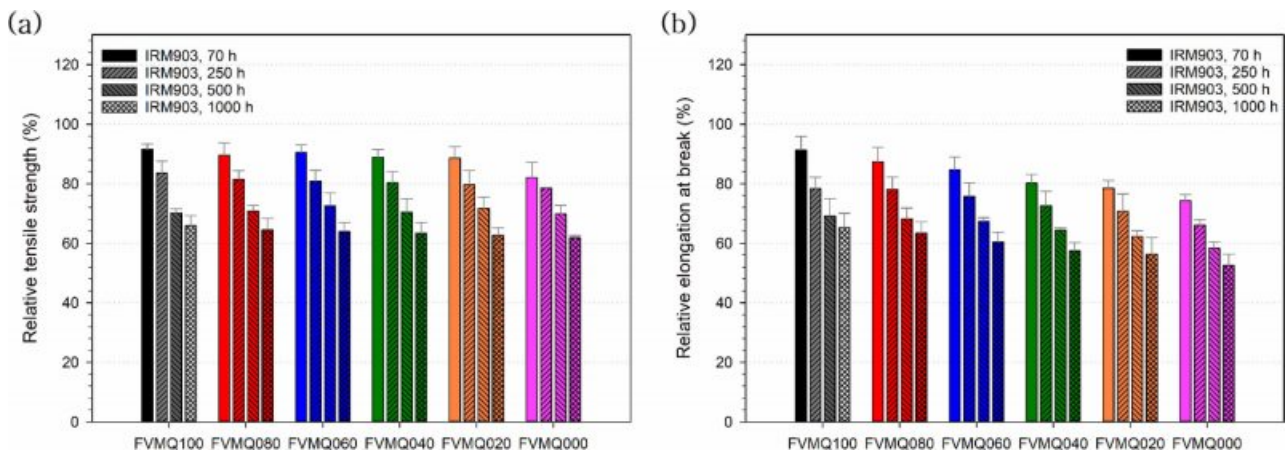 (a)
Relative tensile strength (%)
120
100
80
60
40
20
0
IRM903, 70 h
IRM903, 250 h
IRM903, 500 h
IRM903, 1000 h
FVMQ100 FVMQ080 FVMQ060 FVMQ040 FVMQ020 FVMQ000
(b)
Relative elongation at break (%)
120
100
80
60
40
20
0
IRM903, 70 h
IRM903, 250 h
IRM903, 500 h
IRM903, 1000 h
FVMQ100 FVMQ080 FVMQ060 FVMQ040 FVMQ020 FVMQ000